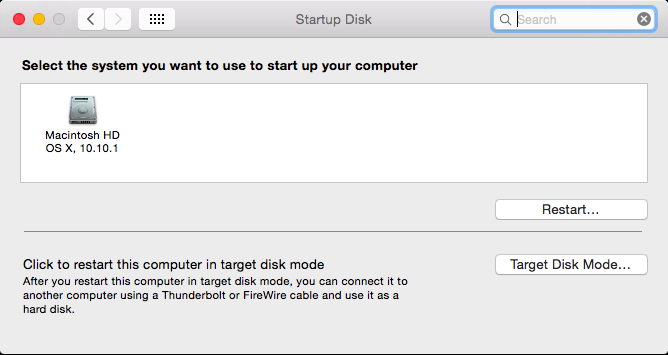 Startup Disk
Search
Select the system you want to use to start up your computer
Macintosh HD
OS X, 10.10.1
Restart...
Click to restart this computer in target disk mode
Target Disk Mode...
After you restart this computer in target disk mode, you can connect it to
another computer using a Thunderbolt or FireWire cable and use it as a
hard disk.